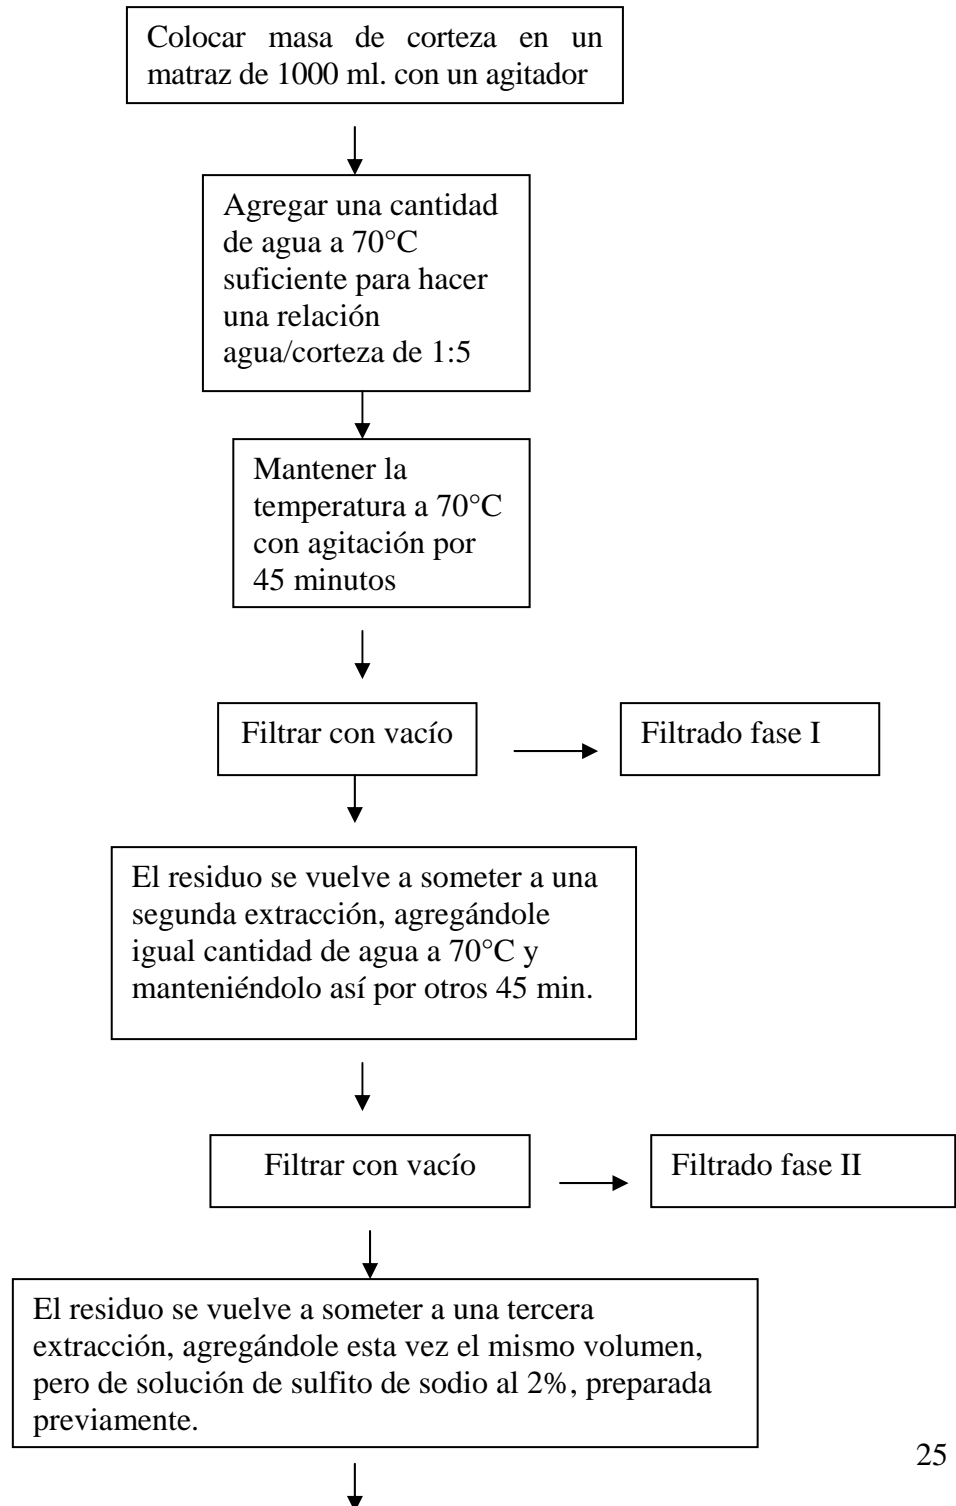 Colocar masa de corteza en un
matraz de 1000 ml. con un agitador
Agregar una cantidad
de agua a 70°C
suficiente para hacer
una relación
agua/corteza de 1:5
Mantener la
temperatura a 70°C
con agitación por
45 minutos
Filtrar con vacío
Filtrado fase I
El residuo se vuelve a someter a una
segunda extracción, agregándole
igual cantidad de agua a 70°C y
manteniéndolo así por otros 45 min.
Filtrar con vacío
Filtrado fase II
El residuo se vuelve a someter a una tercera
extracción, agregándole esta vez el mismo volumen,
pero de solución de sulfito de sodio al 2%, preparada
previamente.
25